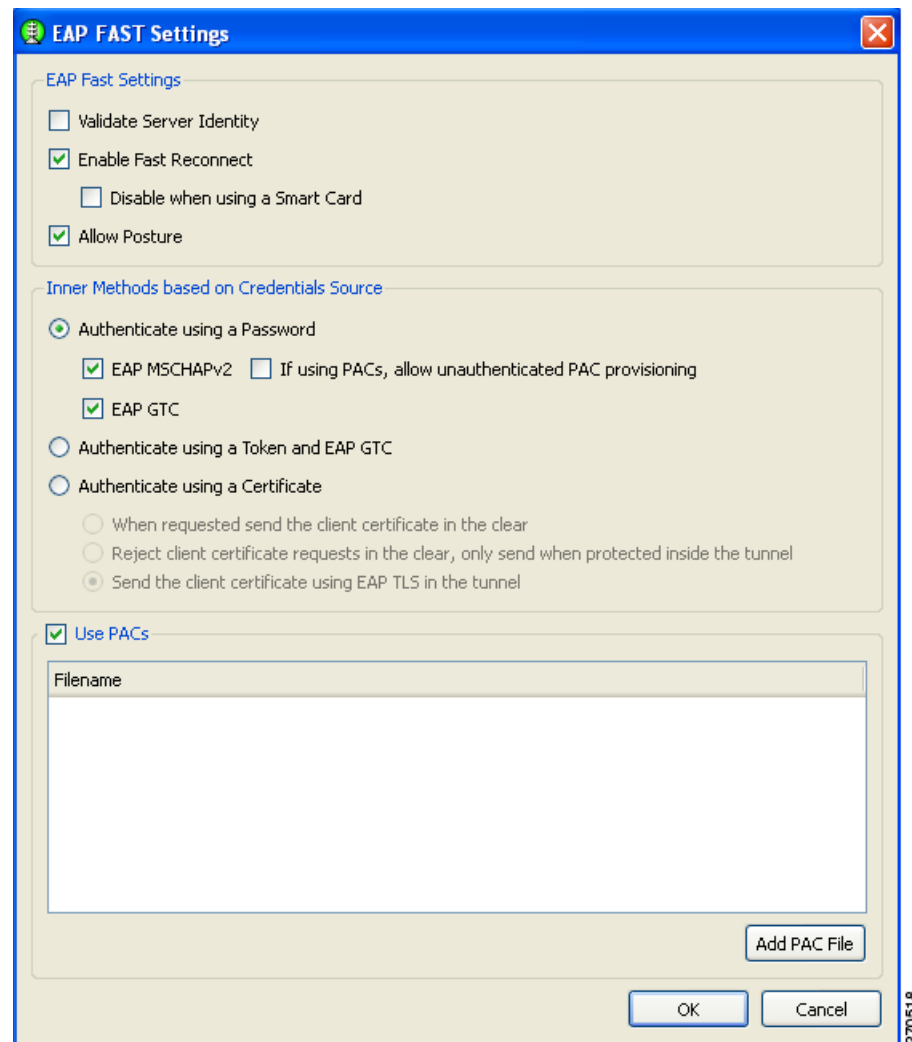 EAP FAST Settings
EAP Fast Settings
Validate Server Identity
Enable Fast Reconnect
Disable when using a Smart Card
Allow Posture
Inner Methods based on Credentials Source
Authenticate using a Password
EAP MSCHAPv2 If using PACs, allow unauthenticated PAC provisioning
EAP GTC
Authenticate using a Token and EAP GTC
Authenticate using a Certificate
When requested send the client certificate in the clear
Reject client certificate requests in the clear, only send when protected inside the tunnel
Send the client certificate using EAP TLS in the tunnel
Use PACs
Filename
Add PAC File
OK Cancel
270518